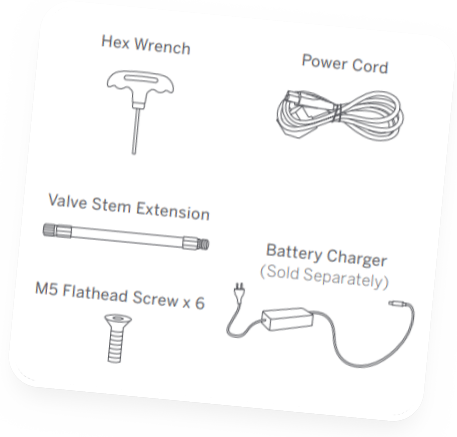 Hex Wrench
Power Cord
Valve Stem Extension
Battery Charger
(Sold Separately)
M5 Flathead Screw x 6